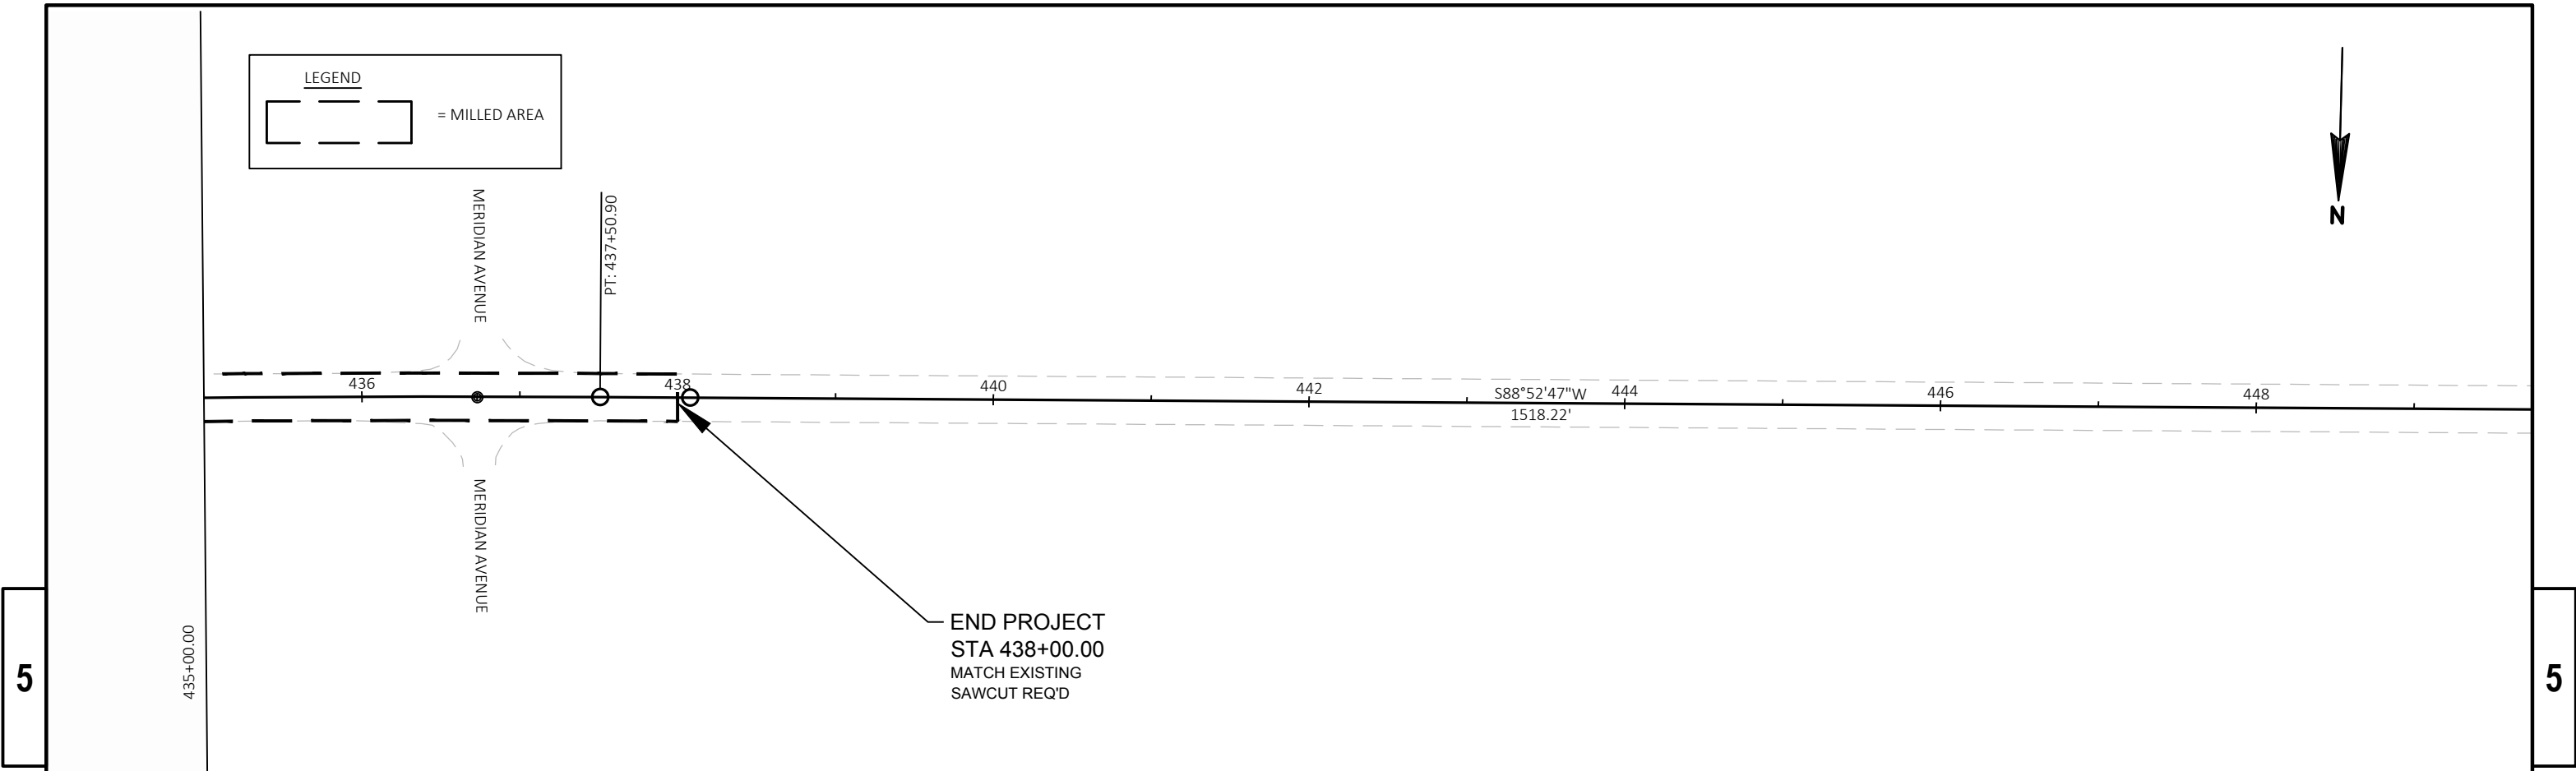 LEGEND
= MILLED AREA
N
MERIDIAN AVENUE
PT: 437+50.90
436
438
440
442
S88°52'47"W
444
446
448
1518.22'
MERIDIAN AVENUE
END PROJECT
STA 438+00.00
MATCH EXISTING
SAWCUT REQ'D
435+00.00
5
5